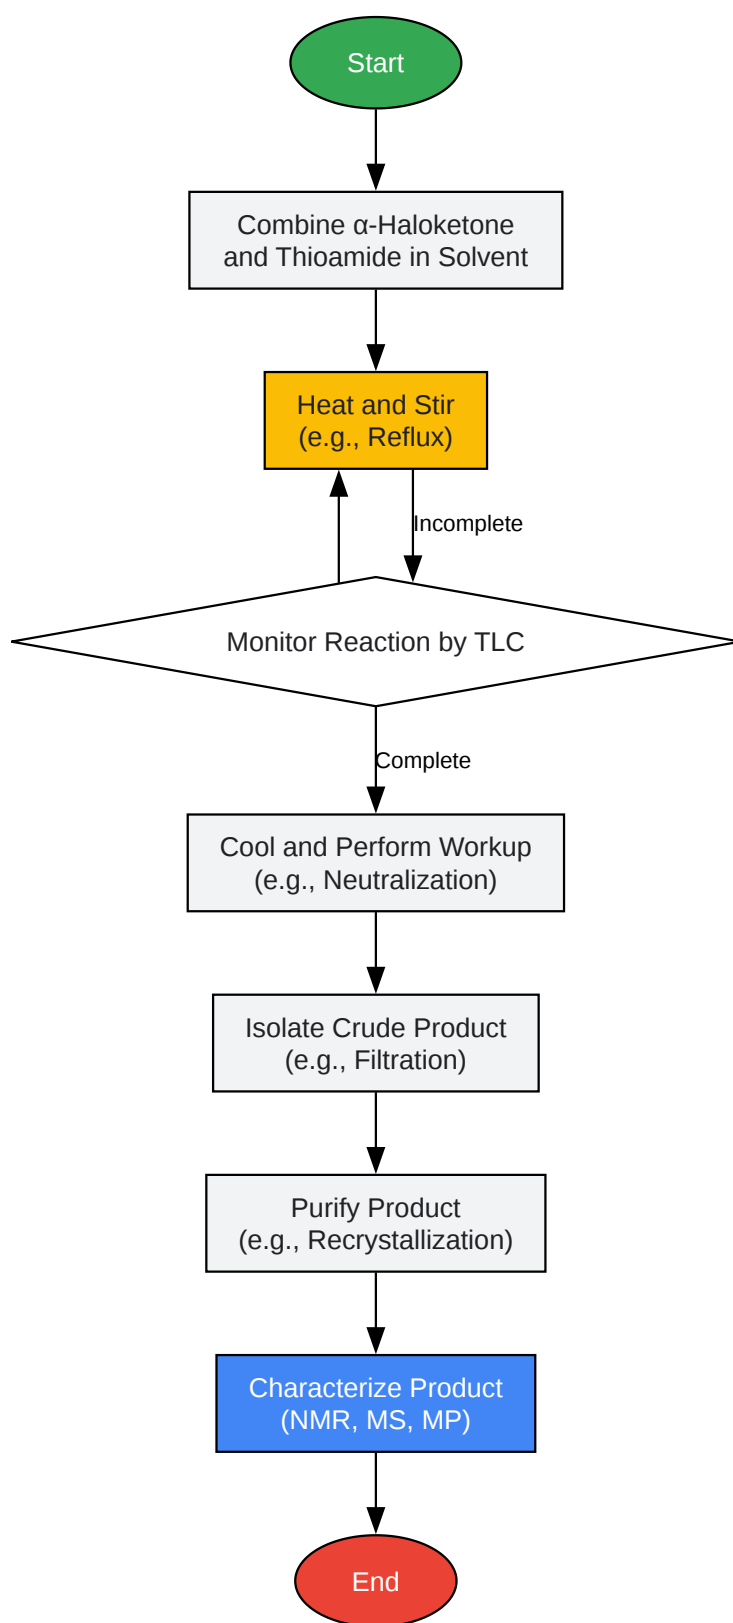 Start
Combine α-Haloketone
and Thioamide in Solvent
Heat and Stir
(e.g., Reflux)
Incomplete
Monitor Reaction by TLC
Complete
Cool and Perform Workup
(e.g., Neutralization)
Isolate Crude Product
(e.g., Filtration)
Purify Product
(e.g., Recrystallization)
Characterize Product
(NMR, MS, MP)
End